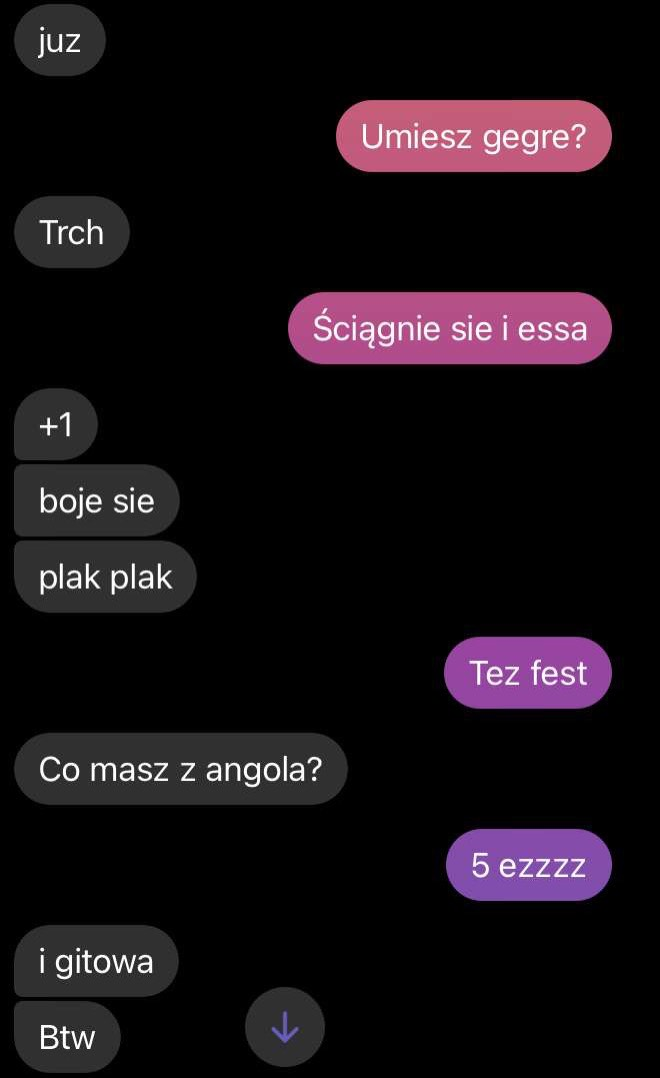 juz
Umiesz gegre?
Trch
Ściągnie sie i essa
+1
boje sie
plak plak
Tez fest
Co masz z angola?
5 ezzzz
i gitowa
Btw